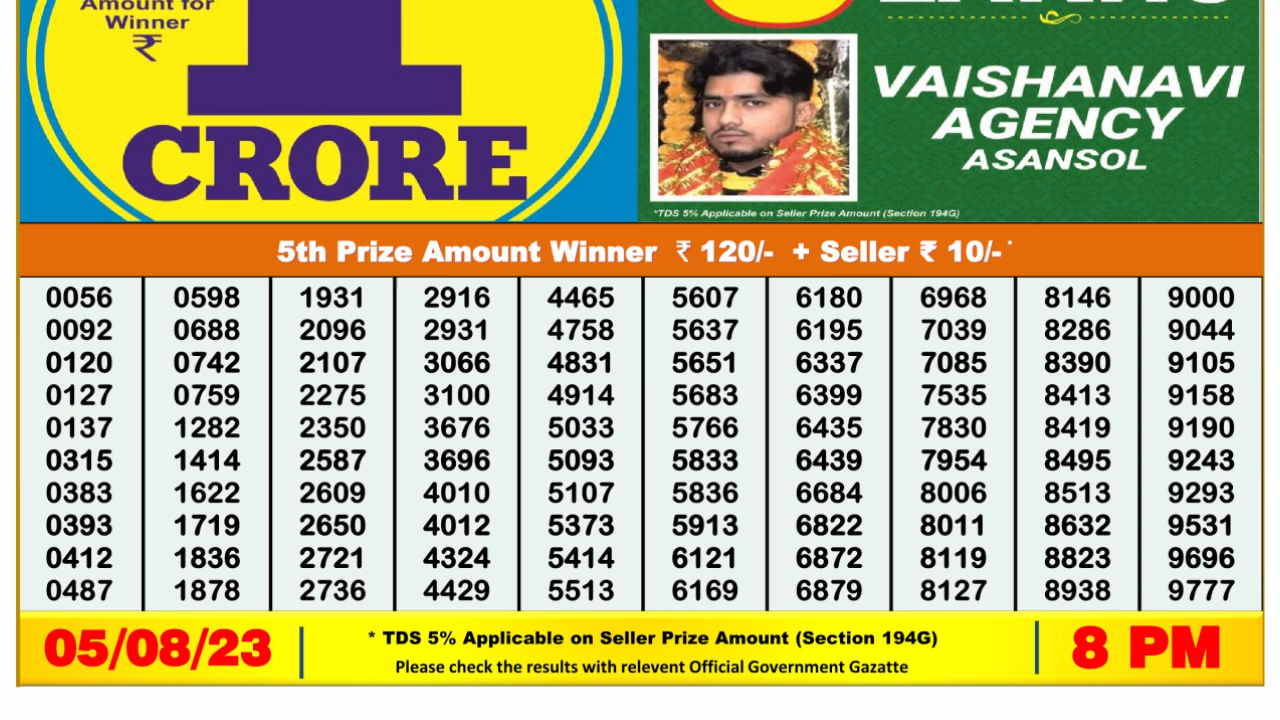 Amount for
Winner
₹
1
CRORE
VAISHANAVI
AGENCY
ASANSOL
*TDS 5% Applicable on Seller Prize Amount (Section 194G)
5th Prize Amount Winner ₹ 120/- + Seller ₹ 10/- *
0056 0598 1931 2916 4465 5607 6180 6968 8146 9000
0092 0688 2096 2931 4758 5637 6195 7039 8286 9044
0120 0742 2107 3066 4831 5651 6337 7085 8390 9105
0127 0759 2275 3100 4914 5683 6399 7535 8413 9158
0137 1282 2350 3676 5033 5766 6435 7830 8419 9190
0315 1414 2587 3696 5093 5833 6439 7954 8495 9243
0383 1622 2609 4010 5107 5836 6684 8006 8513 9293
0393 1719 2650 4012 5373 5913 6822 8011 8632 9531
0412 1836 2721 4324 5414 6121 6872 8119 8823 9696
0487 1878 2736 4429 5513 6169 6879 8127 8938 9777
05/08/23
* TDS 5% Applicable on Seller Prize Amount (Section 194G)
Please check the results with relevent Official Government Gazatte
8 PM